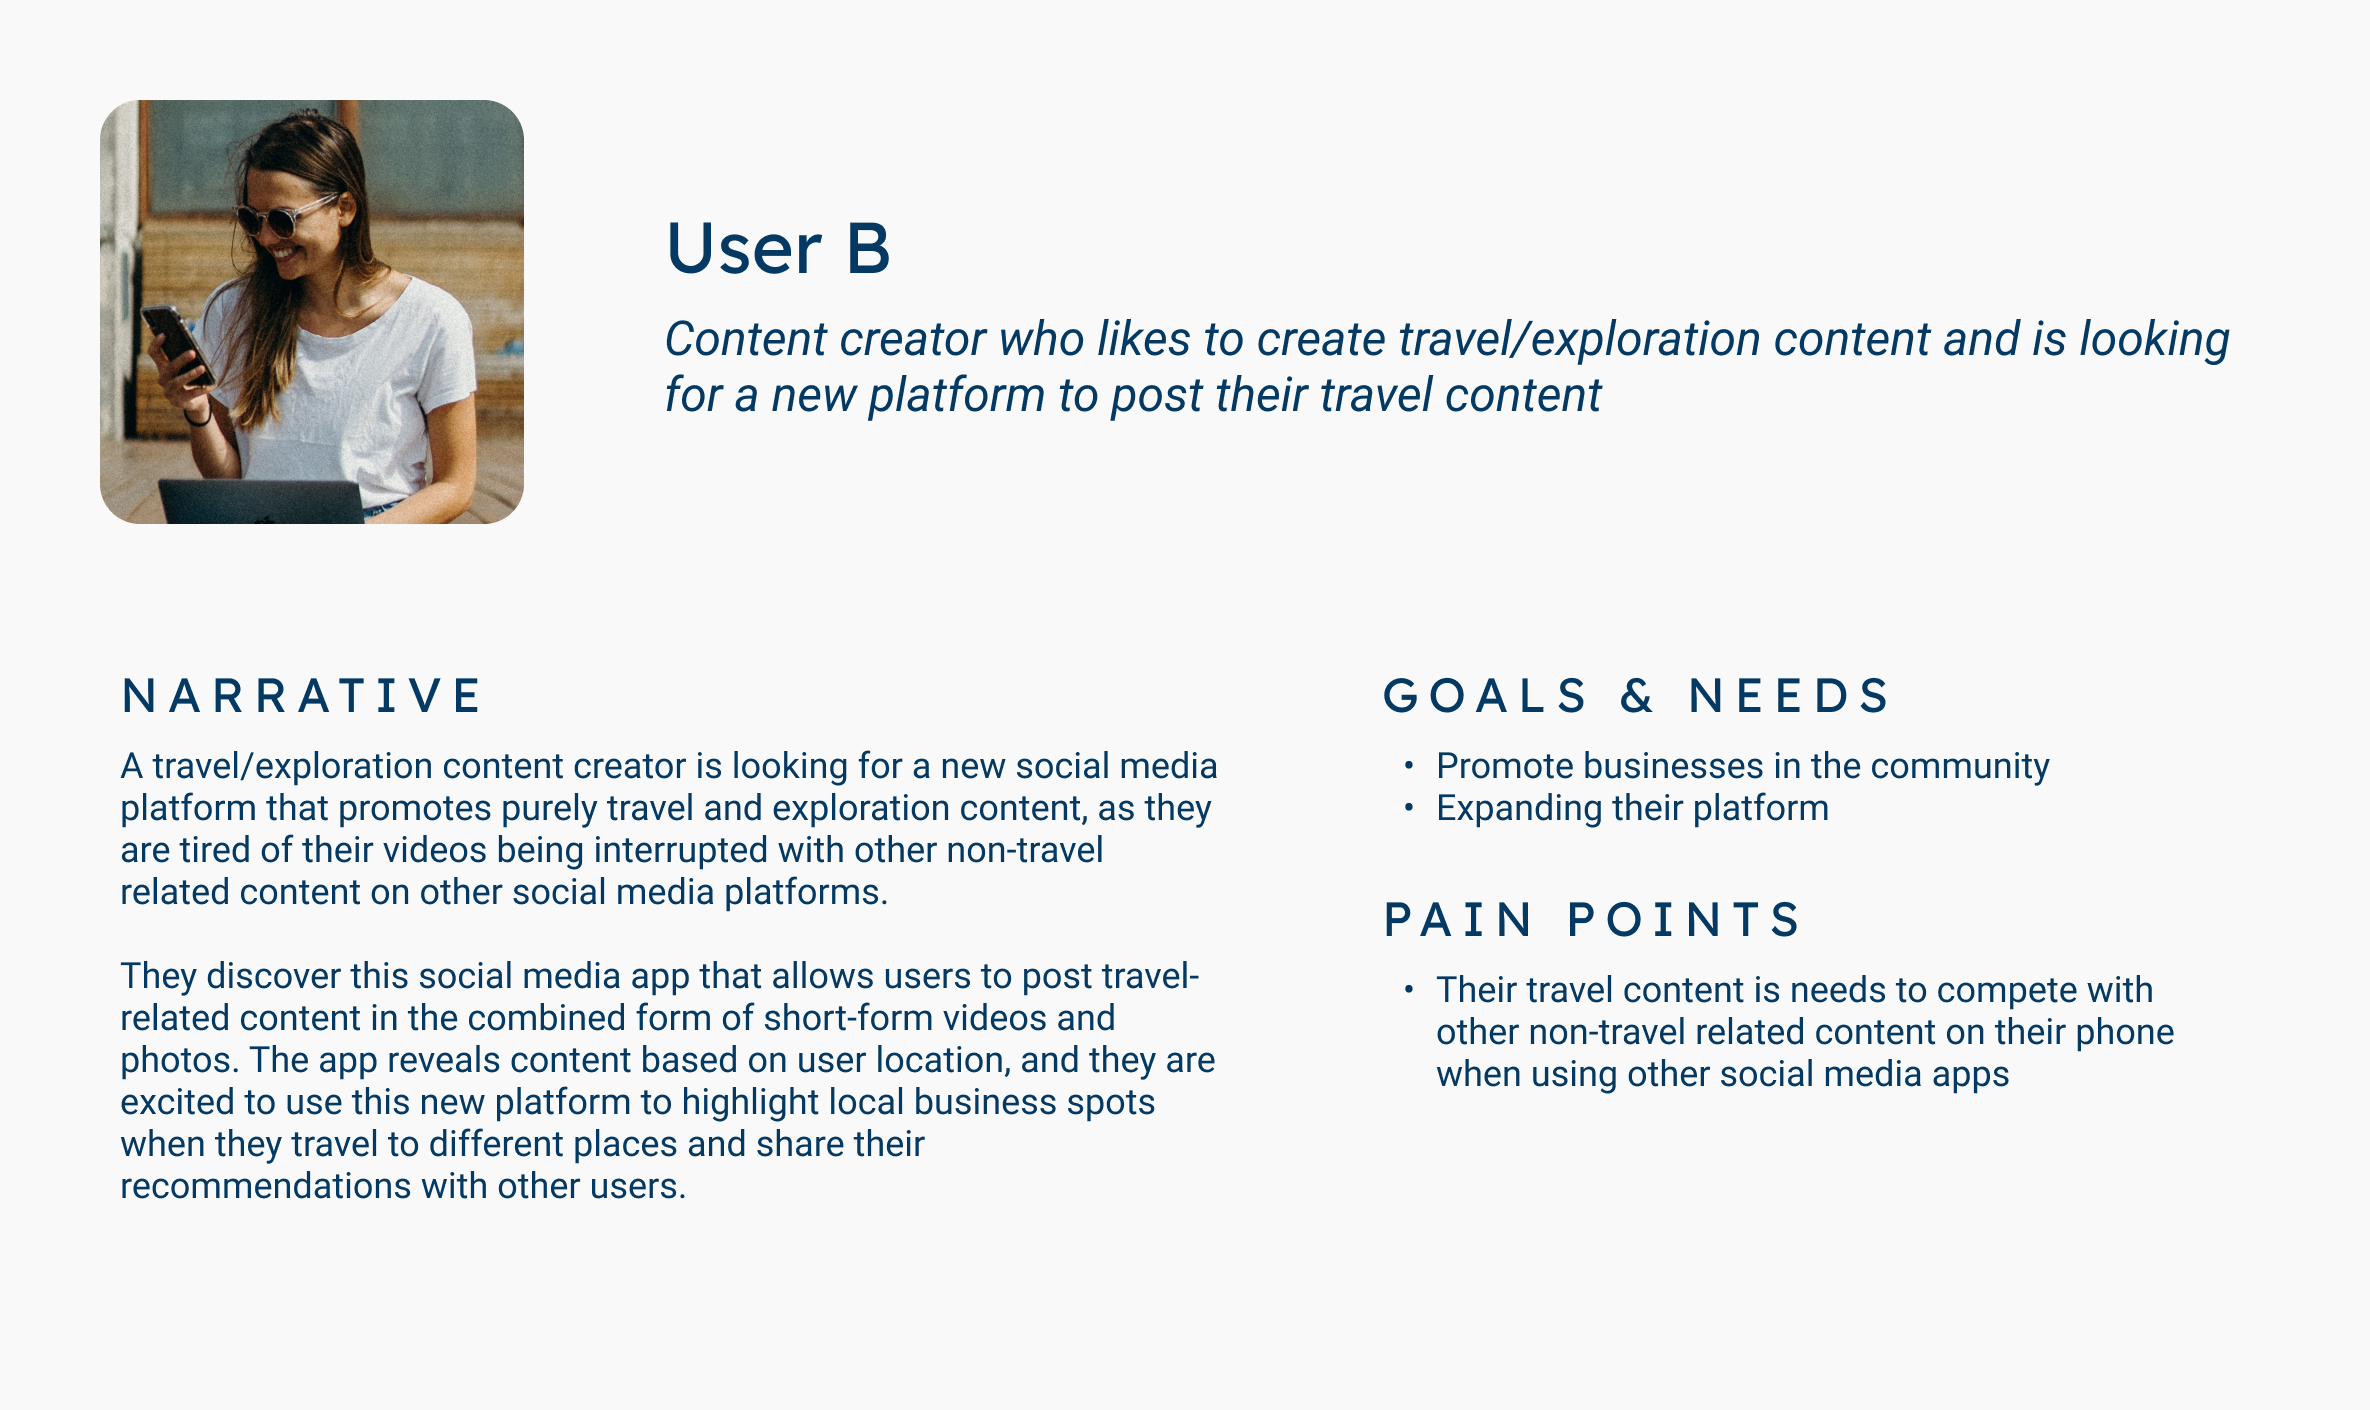 User B
Content creator who likes to create travel/exploration content and is looking
for a new platform to post their travel content
NARRATIVE
A travel/exploration content creator is looking for a new social media
platform that promotes purely travel and exploration content, as they
are tired of their videos being interrupted with other non-travel
related content on other social media platforms.
They discover this social media app that allows users to post travel-
related content in the combined form of short-form videos and
photos. The app reveals content based on user location, and they are
excited to use this new platform to highlight local business spots
when they travel to different places and share their
recommendations with other users.
GOALS & NEEDS
• Promote businesses in the community
• Expanding their platform
PAIN POINTS
• Their travel content is needs to compete with
other non-travel related content on their phone
when using other social media apps